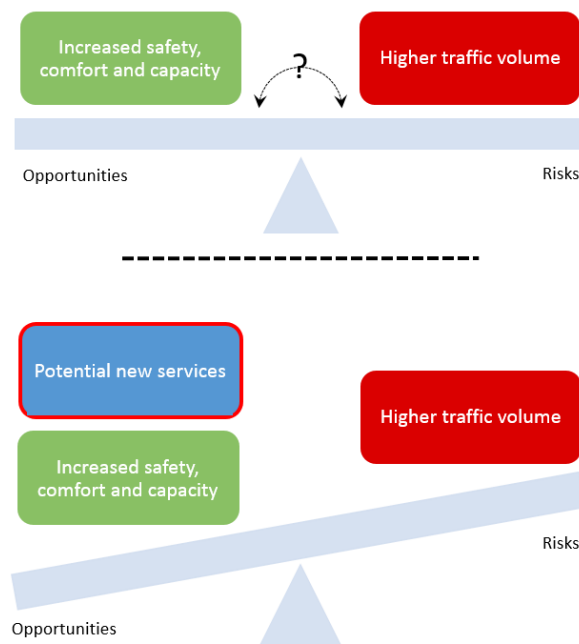 Increased safety,
comfort and capacity
?
Higher traffic volume
Opportunities
Risks
Potential new services
Higher traffic volume
Increased safety,
comfort and capacity
Risks
Opportunities